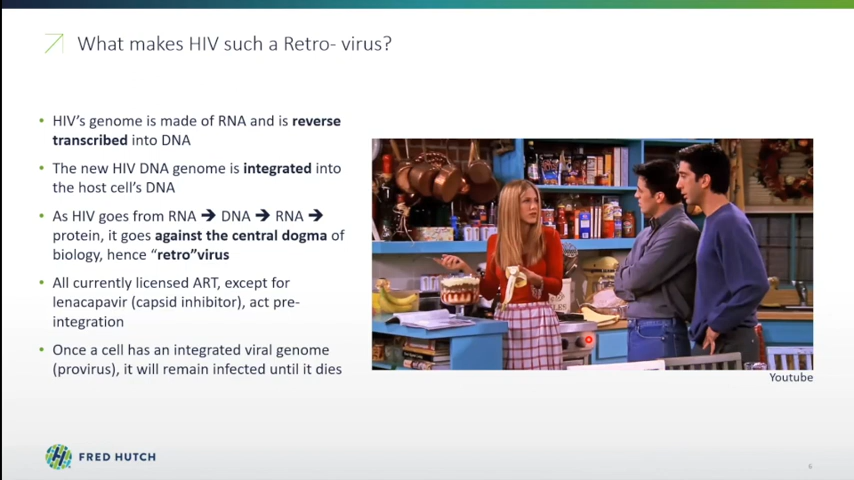 What makes HIV such a Retro- virus?
• HIV's genome is made of RNA and is reverse
transcribed into DNA
• The new HIV DNA genome is integrated into
the host cell's DNA
• As HIV goes from RNA ➔ DNA ➔ RNA ➔
protein, it goes against the central dogma of
biology, hence “retro”virus
• All currently licensed ART, except for
lenacapavir (capsid inhibitor), act pre-
integration
• Once a cell has an integrated viral genome
(provirus), it will remain infected until it dies
Youtube
FRED HUTCH
6